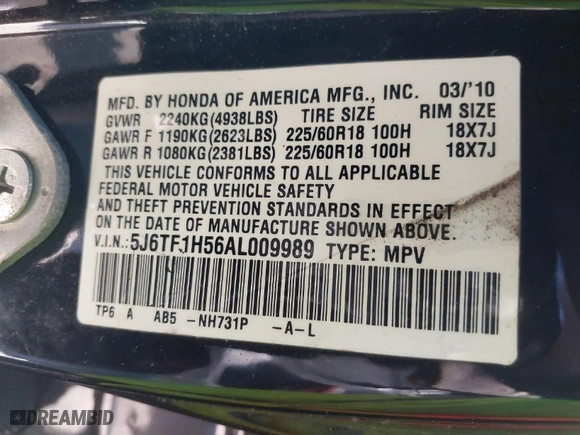 MFD. BY HONDA OF AMERICA MFG., INC. 03/'10
GVWR 2240KG(4938LBS) TIRE SIZE RIM SIZE
GAWR F 1190KG(2623LBS) 225/60R18 100H 18X7J
GAWR R 1080KG(2381LBS) 225/60R18 100H 18X7J
THIS VEHICLE CONFORMS TO ALL APPLICABLE
FEDERAL MOTOR VEHICLE SAFETY
AND THEFT PREVENTION STANDARDS IN EFFECT
ON THE DATE OF MANUFACTURE SHOWN ABOVE.
V.I.N.:5J6TF1H56AL009989 TYPE: MPV
TP6 A AB5 -NH731P -A-L
DREAMBID